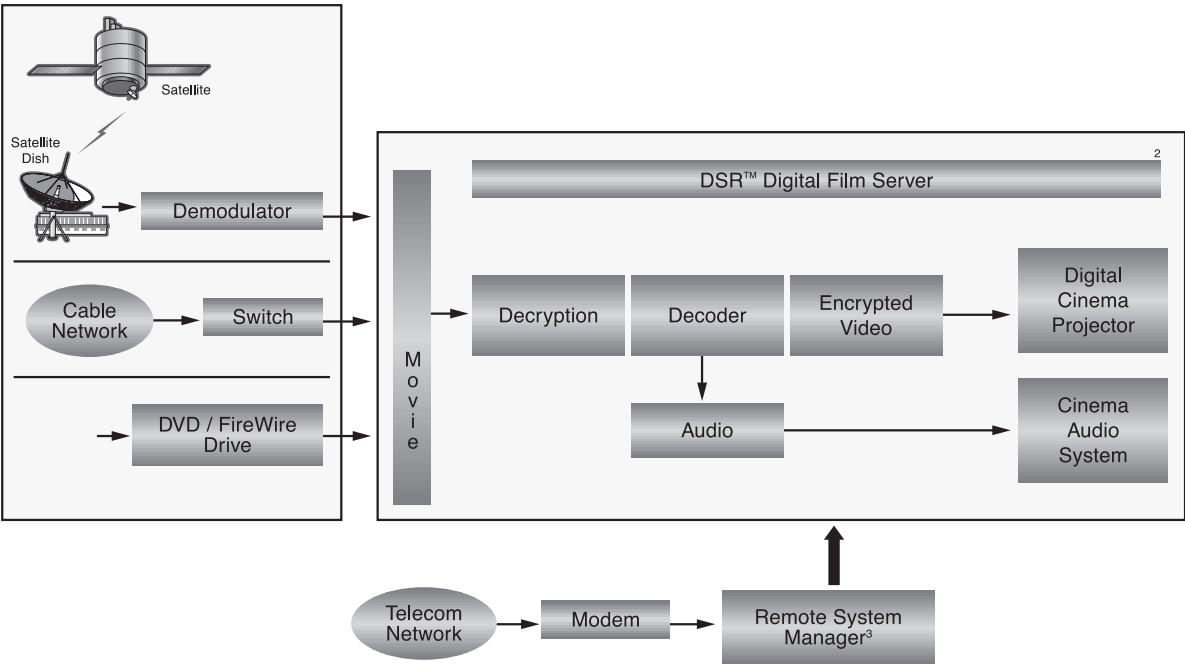 Satellite
Satellite
Dish
Demodulator
Cable
Network
Switch
DVD / FireWire
Drive
Movie
2
DSR™ Digital Film Server
Decryption
Decoder
Encrypted
Video
Digital
Cinema
Projector
Audio
Cinema
Audio
System
Telecom
Network
Modem
Remote System
Manager³